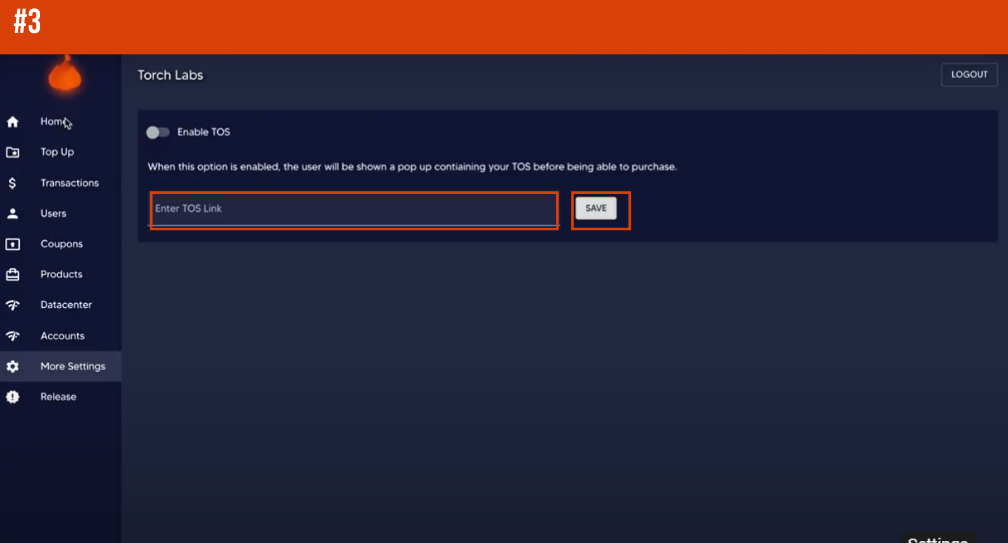 #3
Torch Labs
LOGOUT
Home
Enable TOS
Top Up
When this option is enabled, the user will be shown a pop up contiaining your TOS before being able to purchase.
Transactions
Enter TOS Link
SAVE
Users
Coupons
Products
Datacenter
Accounts
More Settings
Release
Settings